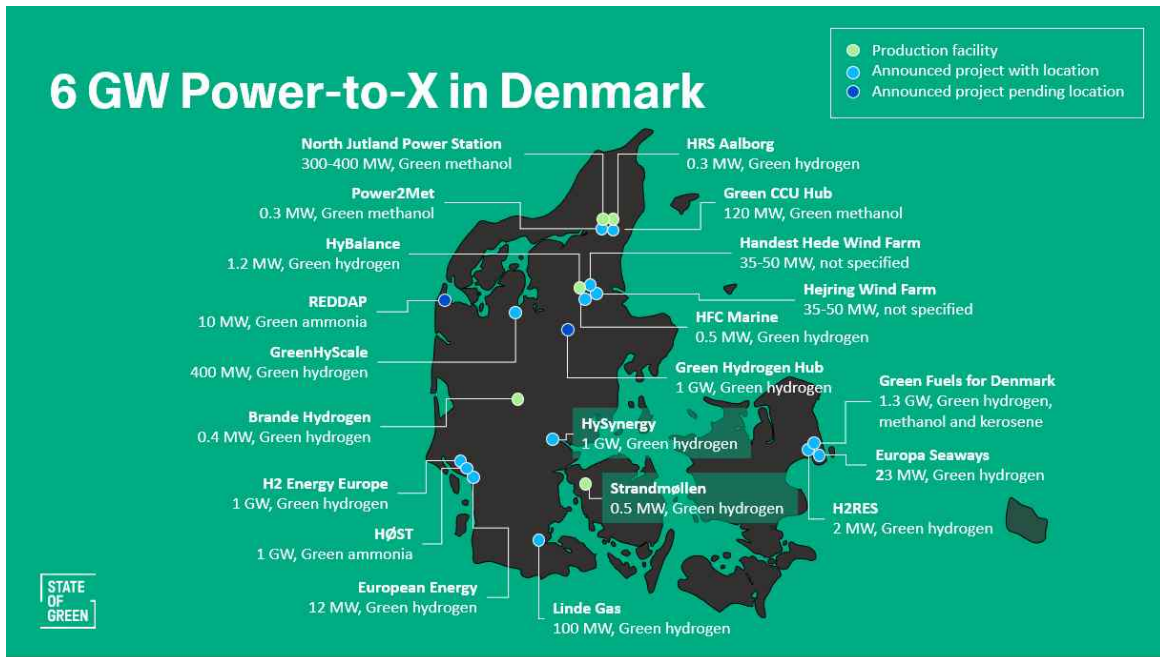 6 GW Power-to-X in Denmark
Production facility
Announced project with location
Announced project pending location
North Jutland Power Station
300-400 MW, Green methanol
Power2Met
0.3 MW, Green methanol
HyBalance
1.2 MW, Green hydrogen
REDDAP
10 MW, Green ammonia
GreenHyScale
400 MW, Green hydrogen
Brande Hydrogen
0.4 MW, Green hydrogen
H2 Energy Europe
1 GW, Green hydrogen
HØST
1 GW, Green ammonia
European Energy
12 MW, Green hydrogen
HRS Aalborg
0.3 MW, Green hydrogen
Green CCU Hub
120 MW, Green methanol
Handest Hede Wind Farm
35-50 MW, not specified
Hejring Wind Farm
35-50 MW, not specified
HFC Marine
0.5 MW, Green hydrogen
Green Hydrogen Hub
1 GW, Green hydrogen
HySynergy
1 GW, Green hydrogen
Strandmøllen
0.5 MW, Green hydrogen
Linde Gas
100 MW, Green hydrogen
Green Fuels for Denmark
1.3 GW, Green hydrogen,
methanol and kerosene
Europa Seaways
23 MW, Green hydrogen
H2RES
2 MW, Green hydrogen
STATE
OF
GREEN